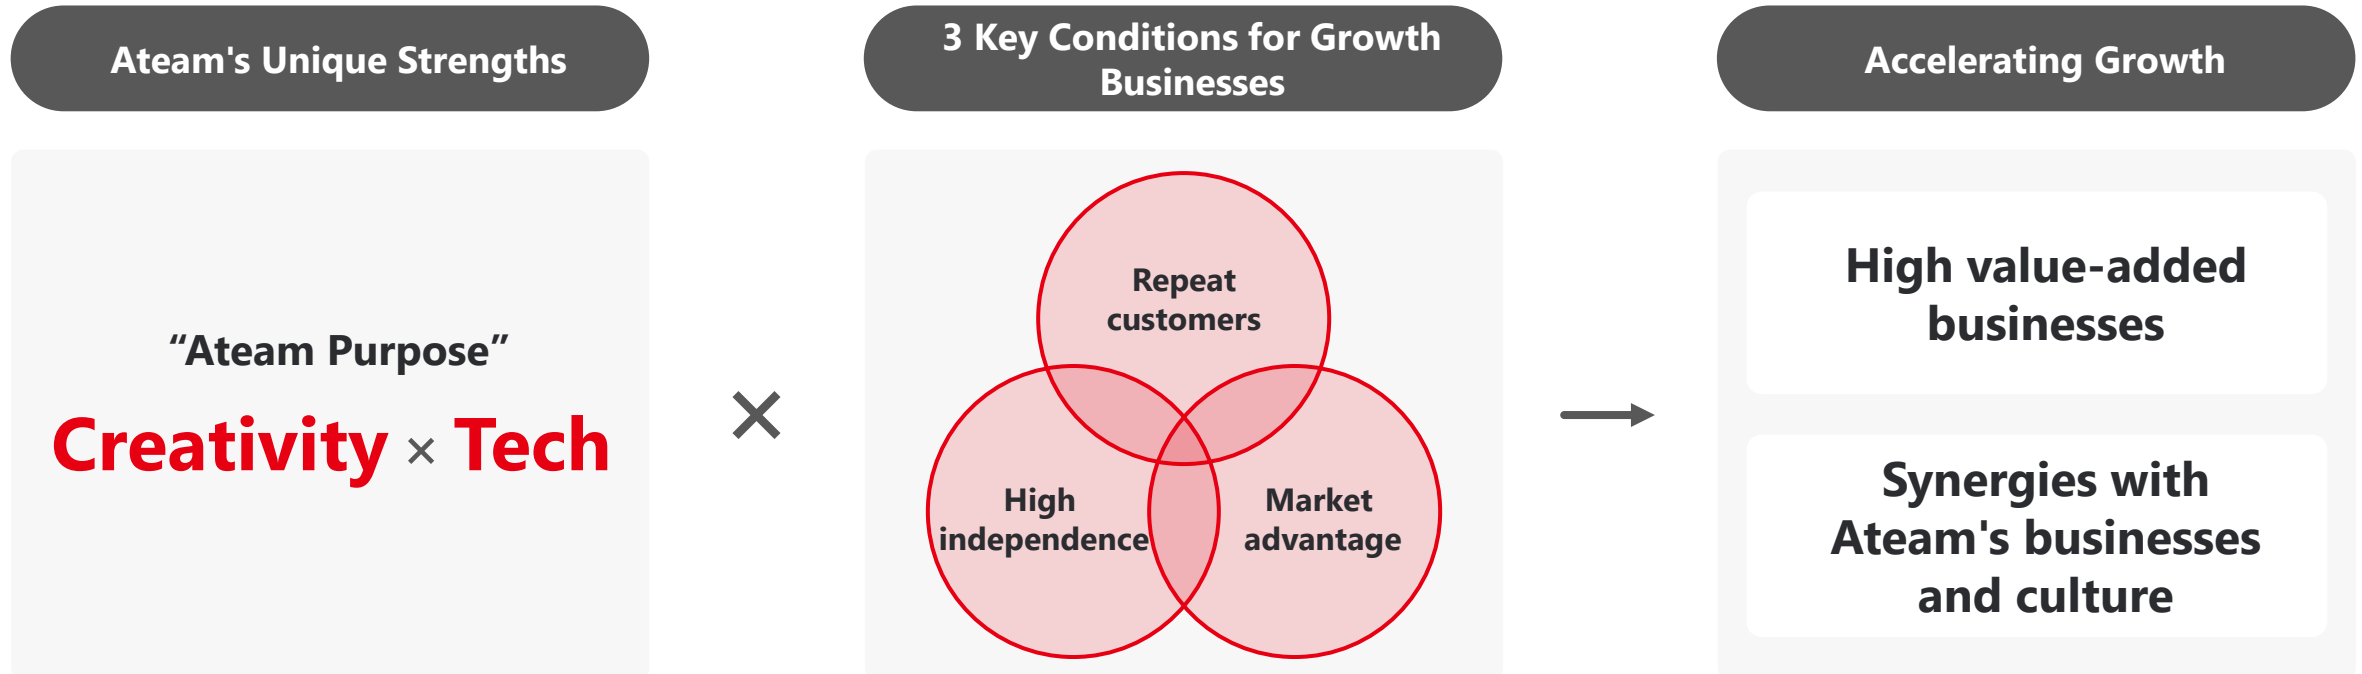 Ateam's Unique Strengths
“Ateam Purpose”
Creativity × Tech
×
3 Key Conditions for Growth
Businesses
Repeat
customers
High
independence
Market
advantage
Accelerating Growth
High value-added
businesses
Synergies with
Ateam's businesses
and culture